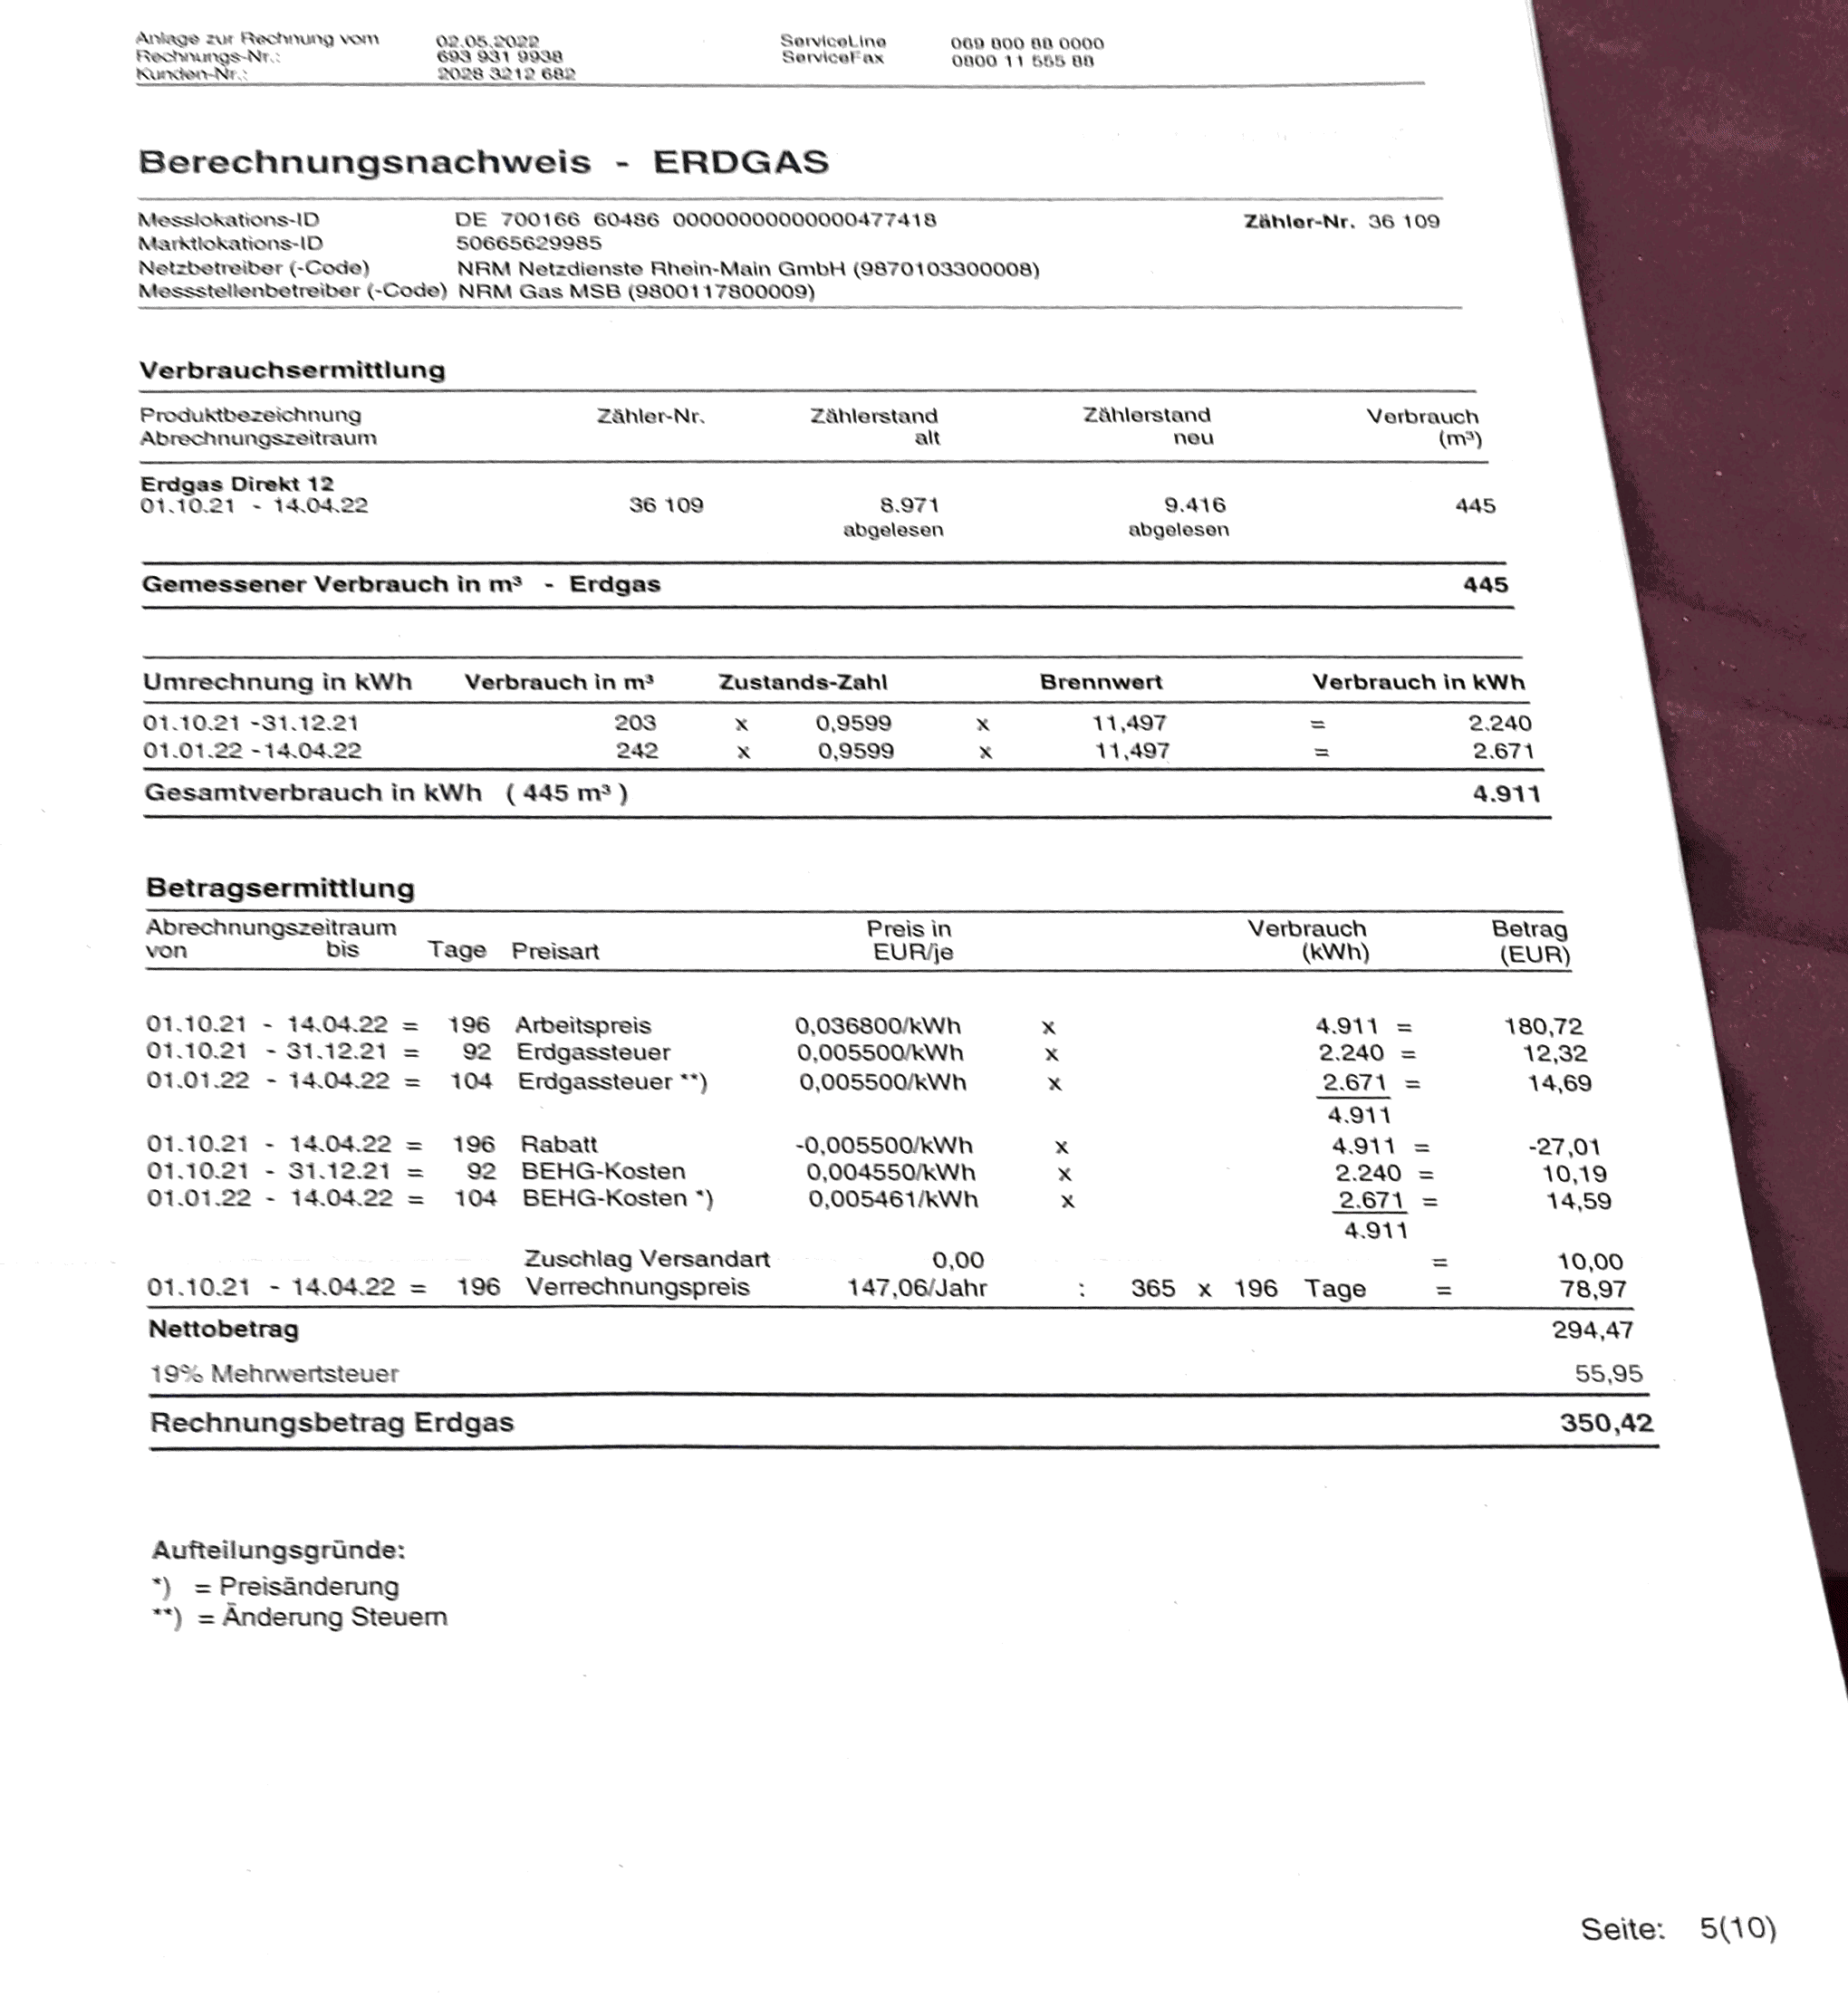 Anlage zur Rechnung vom 02.05.2022 ServiceLine 069 800 88 0000
Rechnungs-Nr.: 693 931 9938 ServiceFax 0800 11 555 88
Kunden-Nr.: 2028 3212 682
Berechnungsnachweis - ERDGAS
Messlokations-ID DE 700166 60486 00000000000000477418 Zähler-Nr. 36 109
Marktlokations-ID 50665629985
Netzbetreiber (-Code) NRM Netzdienste Rhein-Main GmbH (9870103300008)
Messstellenbetreiber (-Code) NRM Gas MSB (9800117800009)
Verbrauchsermittlung
Produktbezeichnung Zähler-Nr. Zählerstand Zählerstand Verbrauch
Abrechnungszeitraum alt neu (m³)
Erdgas Direkt 12
01.10.21 - 14.04.22 36 109 8.971 9.416 445
abgelesen abgelesen
Gemessener Verbrauch in m³ - Erdgas 445
Umrechnung in kWh Verbrauch in m³ Zustands-Zahl Brennwert Verbrauch in kWh
01.10.21 -31.12.21 203 x 0,9599 x 11,497 = 2.240
01.01.22 -14.04.22 242 x 0,9599 x 11,497 = 2.671
Gesamtverbrauch in kWh ( 445 m³ ) 4.911
Betragsermittlung
Abrechnungszeitraum Preis in Verbrauch Betrag
von bis Tage Preisart EUR/je (kWh) (EUR)
01.10.21 - 14.04.22 = 196 Arbeitspreis 0,036800/kWh x 4.911 = 180,72
01.10.21 - 31.12.21 = 92 Erdgassteuer 0,005500/kWh x 2.240 = 12,32
01.01.22 - 14.04.22 = 104 Erdgassteuer **) 0,005500/kWh x 2.671 = 14,69
4.911
01.10.21 - 14.04.22 = 196 Rabatt -0,005500/kWh x 4.911 = -27,01
01.10.21 - 31.12.21 = 92 BEHG-Kosten 0,004550/kWh x 2.240 = 10,19
01.01.22 - 14.04.22 = 104 BEHG-Kosten *) 0,005461/kWh x 2.671 = 14,59
4.911
Zuschlag Versandart 0,00 = 10,00
01.10.21 - 14.04.22 = 196 Verrechnungspreis 147,06/Jahr : 365 x 196 Tage = 78,97
Nettobetrag 294,47
19% Mehrwertsteuer 55,95
Rechnungsbetrag Erdgas 350,42
Aufteilungsgründe:
*) = Preisänderung
**) = Änderung Steuern
Seite: 5(10)